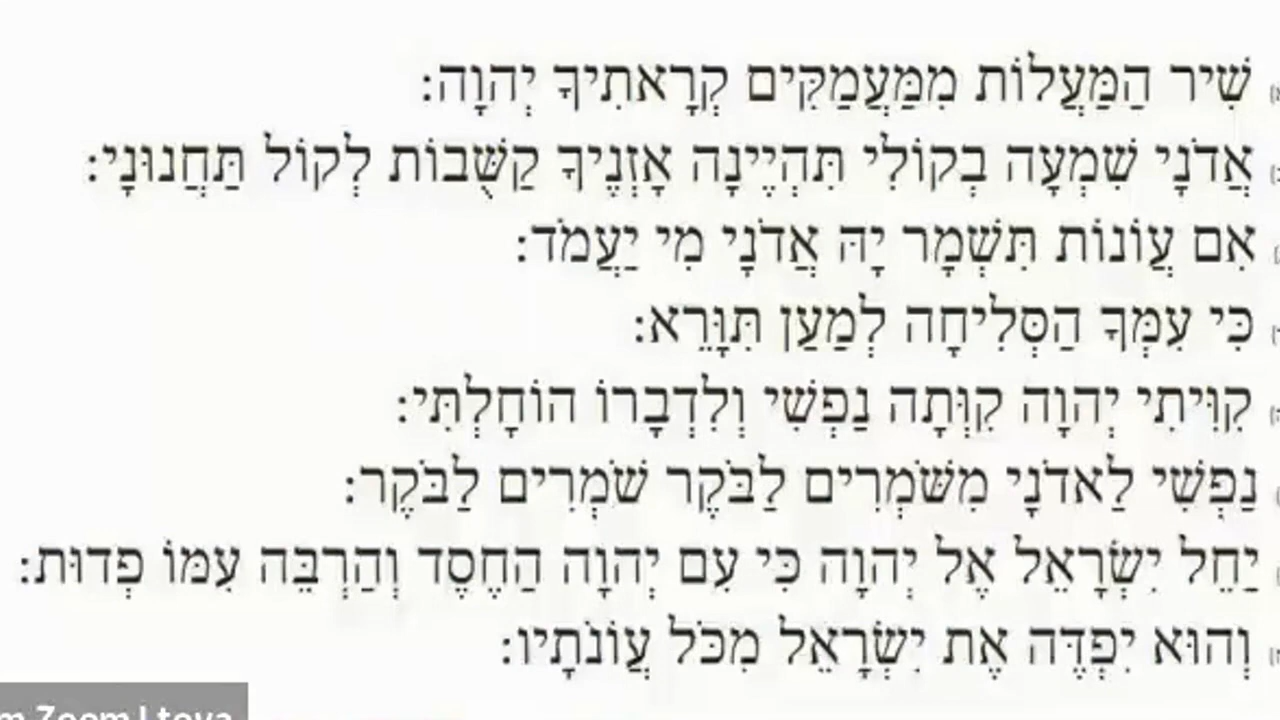 שִׁיר הַמַּעֲלוֹת מִמַּעֲמַקִּים קְרָאתִיךָ יְהוָה:
אֲדֹנָי שִׁמְעָה בְקוֹלִי תִּהְיֶינָה אָזְנֶיךָ קַשֻּׁבוֹת לְקוֹל תַּחֲנוּנָי:
אִם עֲוֹנוֹת תִּשְׁמָר יָהּ אֲדֹנָי מִי יַעֲמֹד:
כִּי עִמְּךָ הַסְּלִיחָה לְמַעַן תִּוָּרֵא:
קִוִּיתִי יְהוָה קִוְּתָה נַפְשִׁי וְלִדְבָרוֹ הוֹחָלְתִּי:
נַפְשִׁי לַאדֹנָי מִשֹּׁמְרִים לַבֹּקֶר שֹׁמְרִים לַבֹּקֶר:
יַחֵל יִשְׂרָאֵל אֶל יְהוָה כִּי עִם יְהוָה הַחֶסֶד וְהַרְבֵּה עִמּוֹ פְדוּת:
וְהוּא יִפְדֶּה אֶת יִשְׂרָאֵל מִכֹּל עֲוֹנֹתָיו:
Zoom